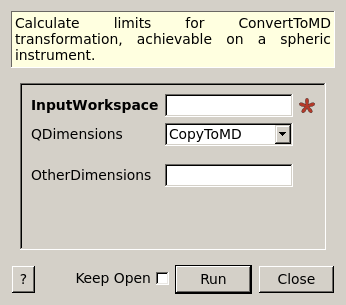 Calculate limits for ConvertToMD
transformation, achievable on a spheric
instrument.
InputWorkspace
QDimensions CopyToMD
OtherDimensions
? Keep Open Run Close